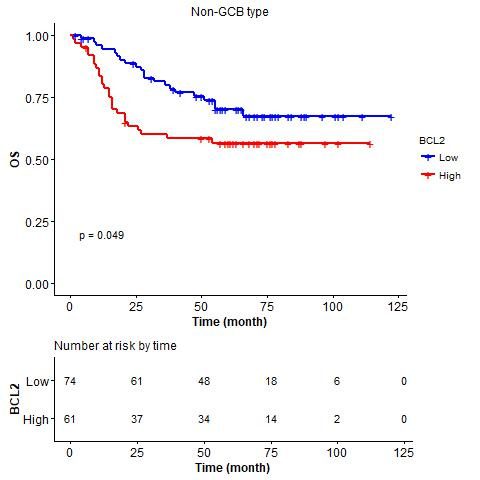 Non-GCB type
1.00
0.75
0.50
0.25
0.00
OS
p = 0.049
0 25 50 75 100 125
Time (month)
BCL2
Low
High
Number at risk by time
BCL2
Low 74 61 48 18 6 0
High 61 37 34 14 2 0
0 25 50 75 100 125
Time (month)